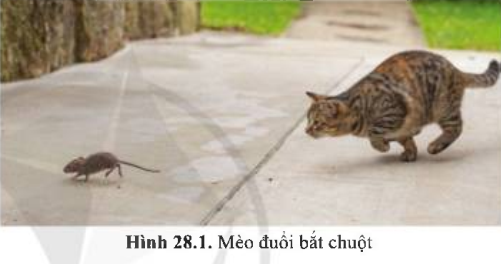 Hình 28.1. Mèo đuổi bắt chuột